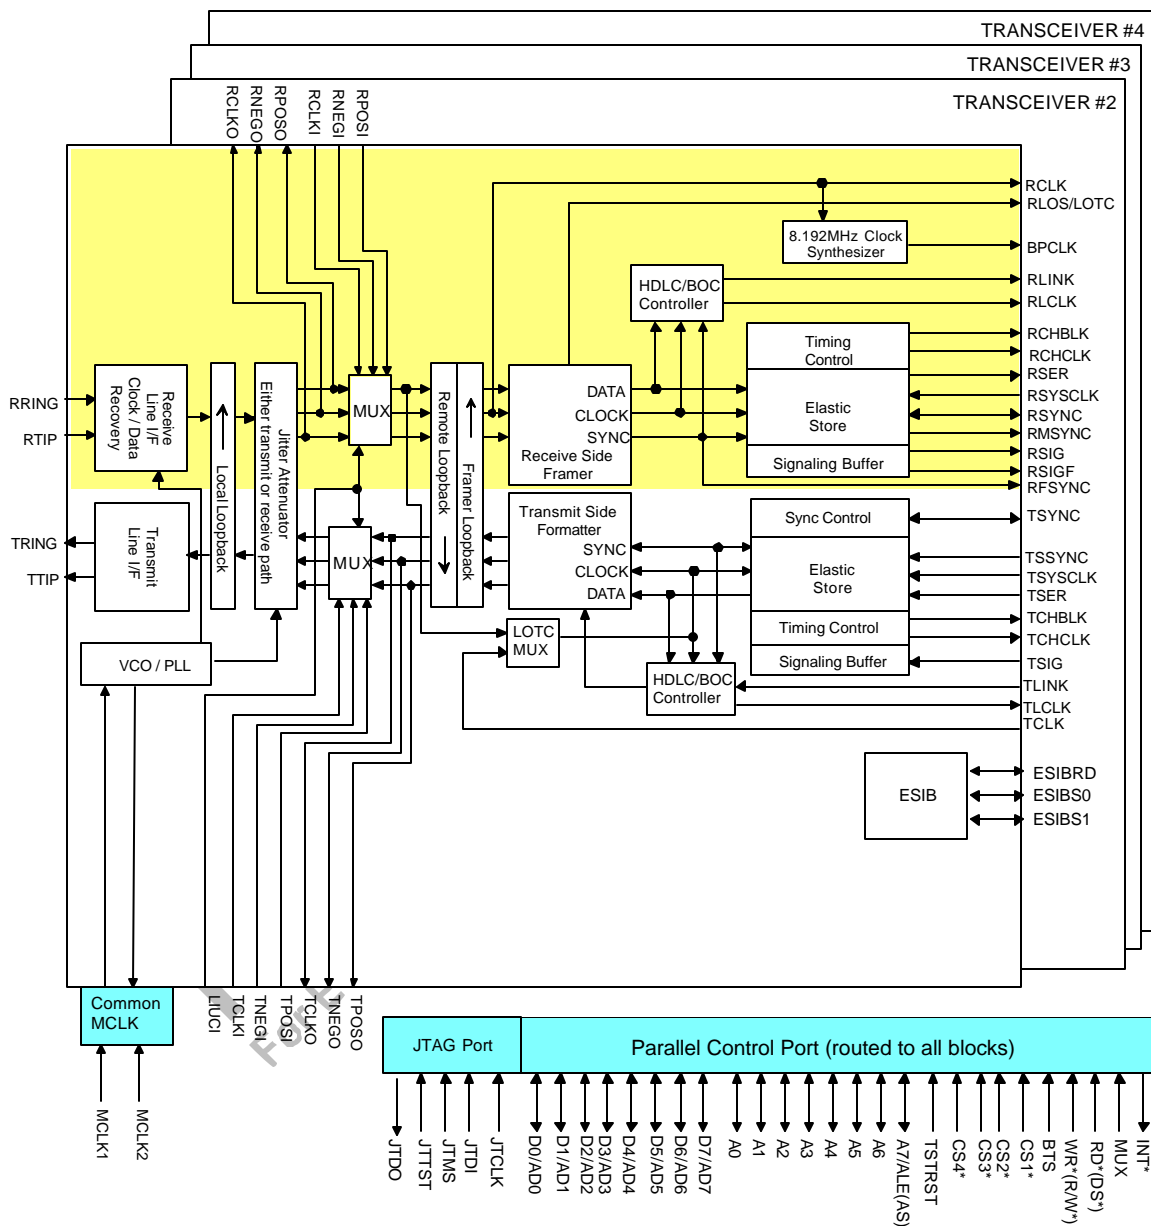 TRANSCEIVER #4
TRANSCEIVER #3
TRANSCEIVER #2
RCLKO
RNEGO
RPOSO
RCLKI
RNEGI
RPOSI
RCLK
RLOS/LOTC
8.192MHz Clock
Synthesizer
BPCLK
HDLC/BOC
Controller
RLINK
RLCLK
RRING
RTIP
Receive
Line I/F
Clock / Data
Recovery
Local Loopback
Either transmit or receive path
Jitter Attenuator
MUX
Remote Loopback
Framer Loopback
DATA
CLOCK
SYNC
Receive Side
Framer
Timing
Control
Elastic
Store
Signaling Buffer
RCHBLK
RCHCLK
RSER
RSYSCLK
RSYNC
RMSYNC
RSIG
RSIGF
RFSYNC
TRING
TTIP
Transmit
Line I/F
MUX
Transmit Side
Formatter
SYNC
CLOCK
DATA
Sync Control
Elastic
Store
Timing Control
Signaling Buffer
TSYNC
TSSYNC
TSYSCLK
TSER
TCHBLK
TCHCLK
TSIG
TLINK
TLCLK
TCLK
LOTC
MUX
HDLC/BOC
Controller
VCO / PLL
ESIB
ESIBRD
ESIBS0
ESIBS1
Common
MCLK
MCLK1
MCLK2
LIUCI
TCLKI
TNEGI
TPOSI
TCLKO
TNEGO
TPOSO
For E
JTAG Port
Parallel Control Port (routed to all blocks)
JTDO
JTTST
JTMS
JTDI
JTCLK
D0/AD0
D1/AD1
D2/AD2
D3/AD3
D4/AD4
D5/AD5
D6/AD6
D7/AD7
A0
A1
A2
A3
A4
A5
A6
A7/ALE(AS)
TSTRST
CS4*
CS3*
CS2*
CS1*
BTS
WR*(R/W*)
RD*(DS*)
MUX
INT*